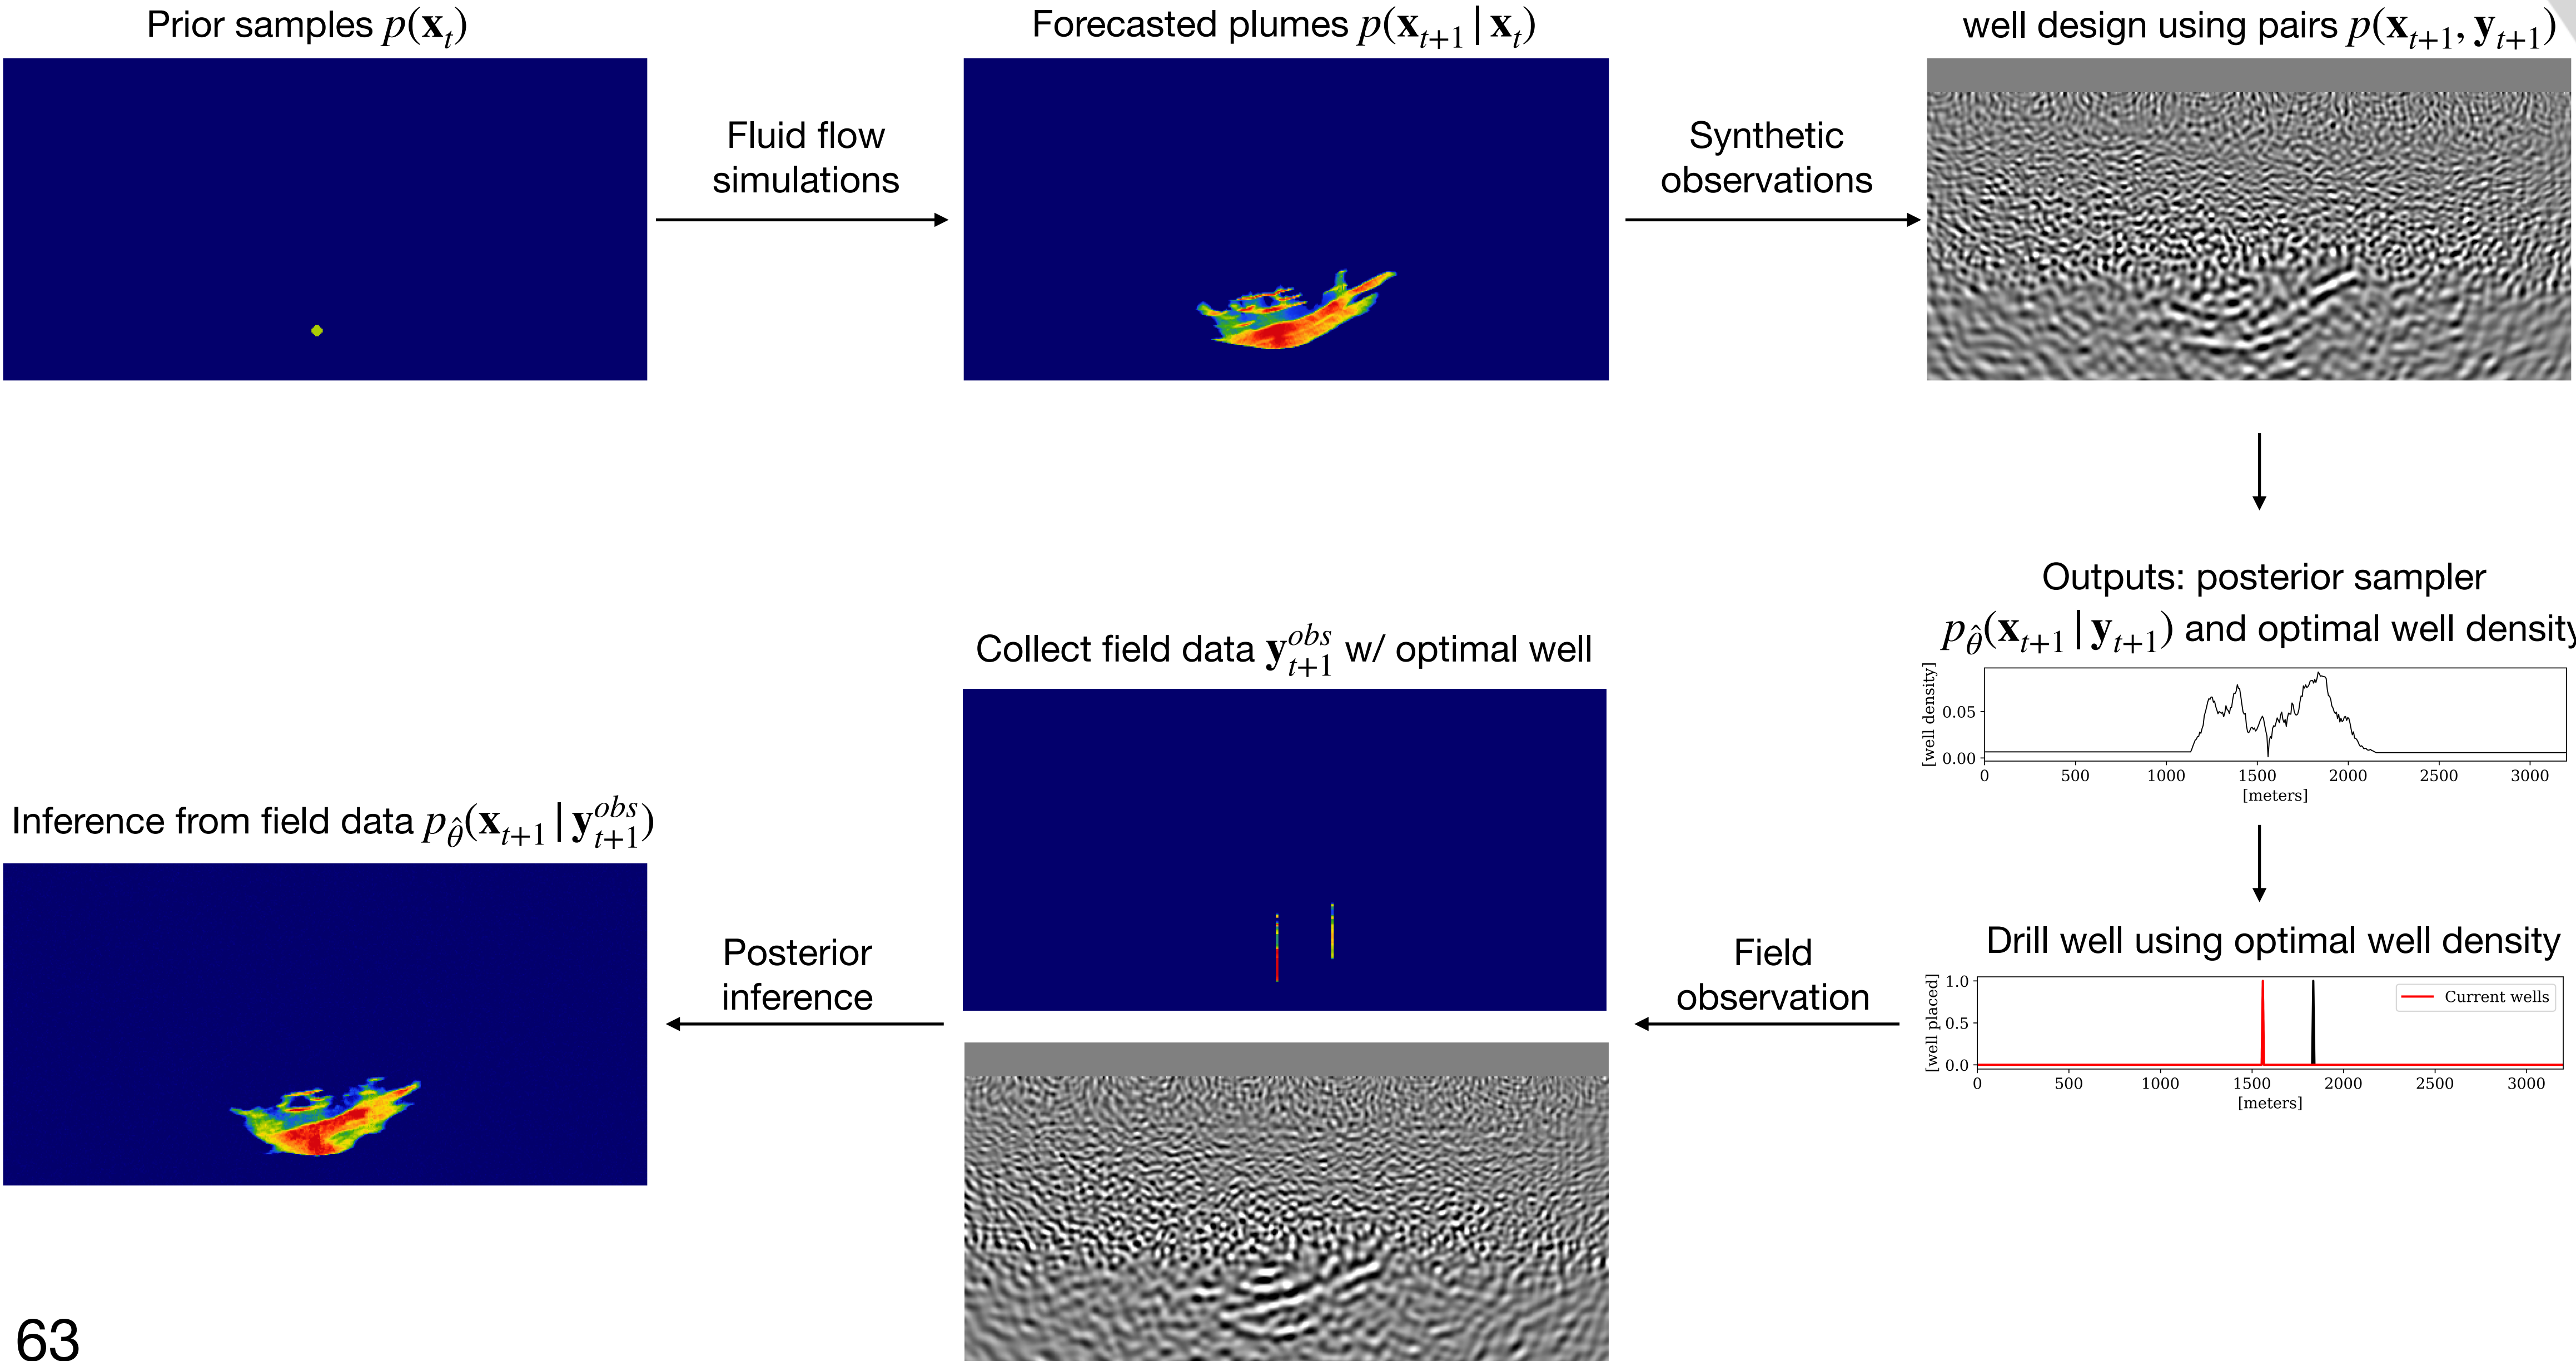 Prior samples p(x_t)
Forecasted plumes p(x_{t+1} | x_t)
well design using pairs p(x_{t+1}, y_{t+1})
Fluid flow
simulations
Synthetic
observations
Outputs: posterior sampler
p_θ̂(x_{t+1} | y_{t+1}) and optimal well density
[well density]
0.05
0.00
0 500 1000 1500 2000 2500 3000
[meters]
Drill well using optimal well density
[well placed]
1.0
0.5
0.0
Current wells
0 500 1000 1500 2000 2500 3000
[meters]
Field
observation
Collect field data y_{t+1}^{obs} w/ optimal well
Posterior
inference
Inference from field data p_θ̂(x_{t+1} | y_{t+1}^{obs})
63